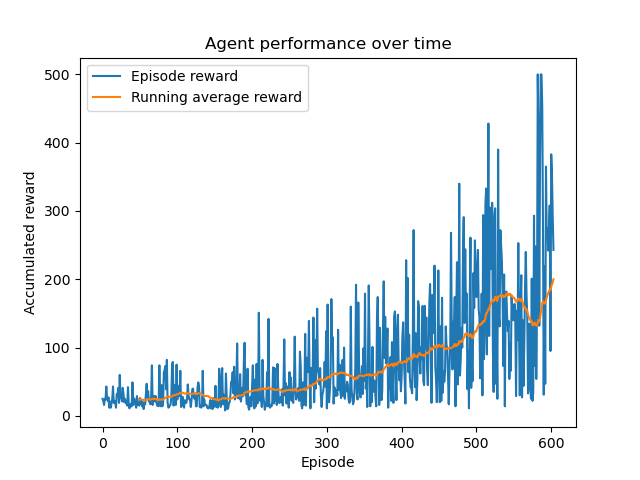 Agent performance over time
Episode reward
Running average reward
Accumulated reward
500
400
300
200
100
0
0 100 200 300 400 500 600
Episode